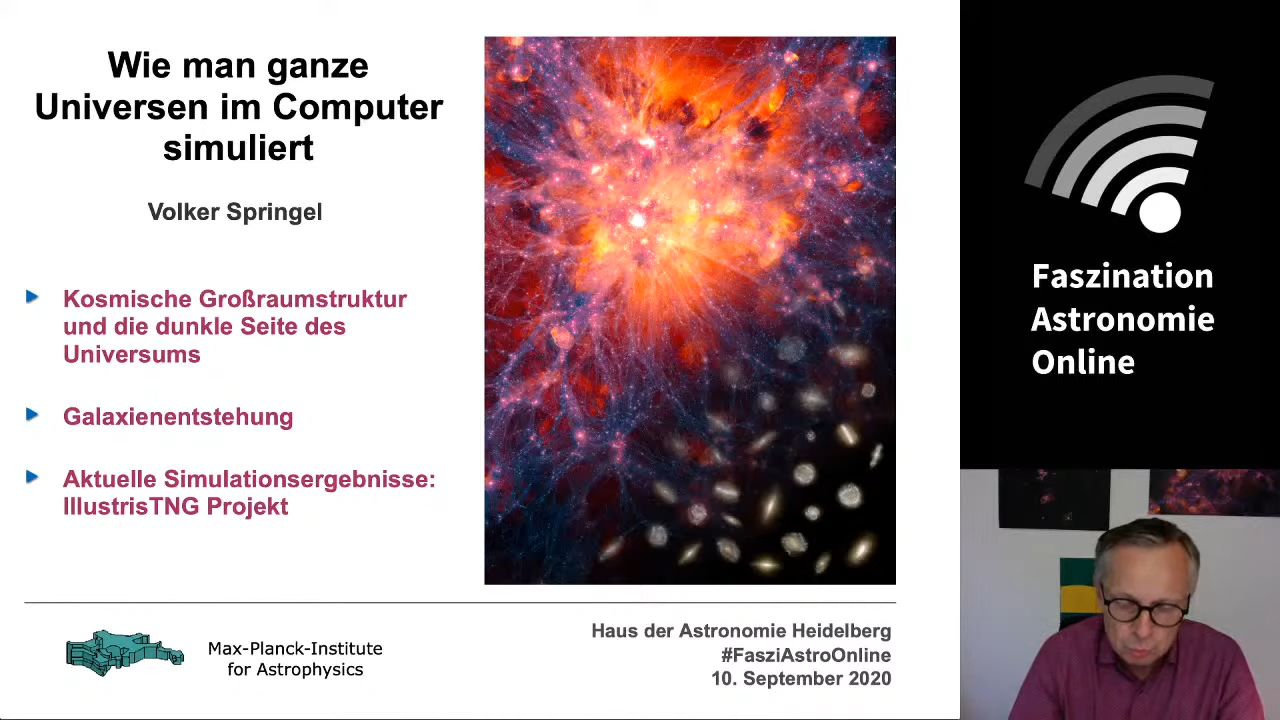 Wie man ganze
Universen im Computer
simuliert
Volker Springel
Kosmische Großraumstruktur
und die dunkle Seite des
Universums
Galaxienentstehung
Aktuelle Simulationsergebnisse:
IllustrisTNG Projekt
Max-Planck-Institute
for Astrophysics
Haus der Astronomie Heidelberg
#FasziAstroOnline
10. September 2020
Faszination
Astronomie
Online